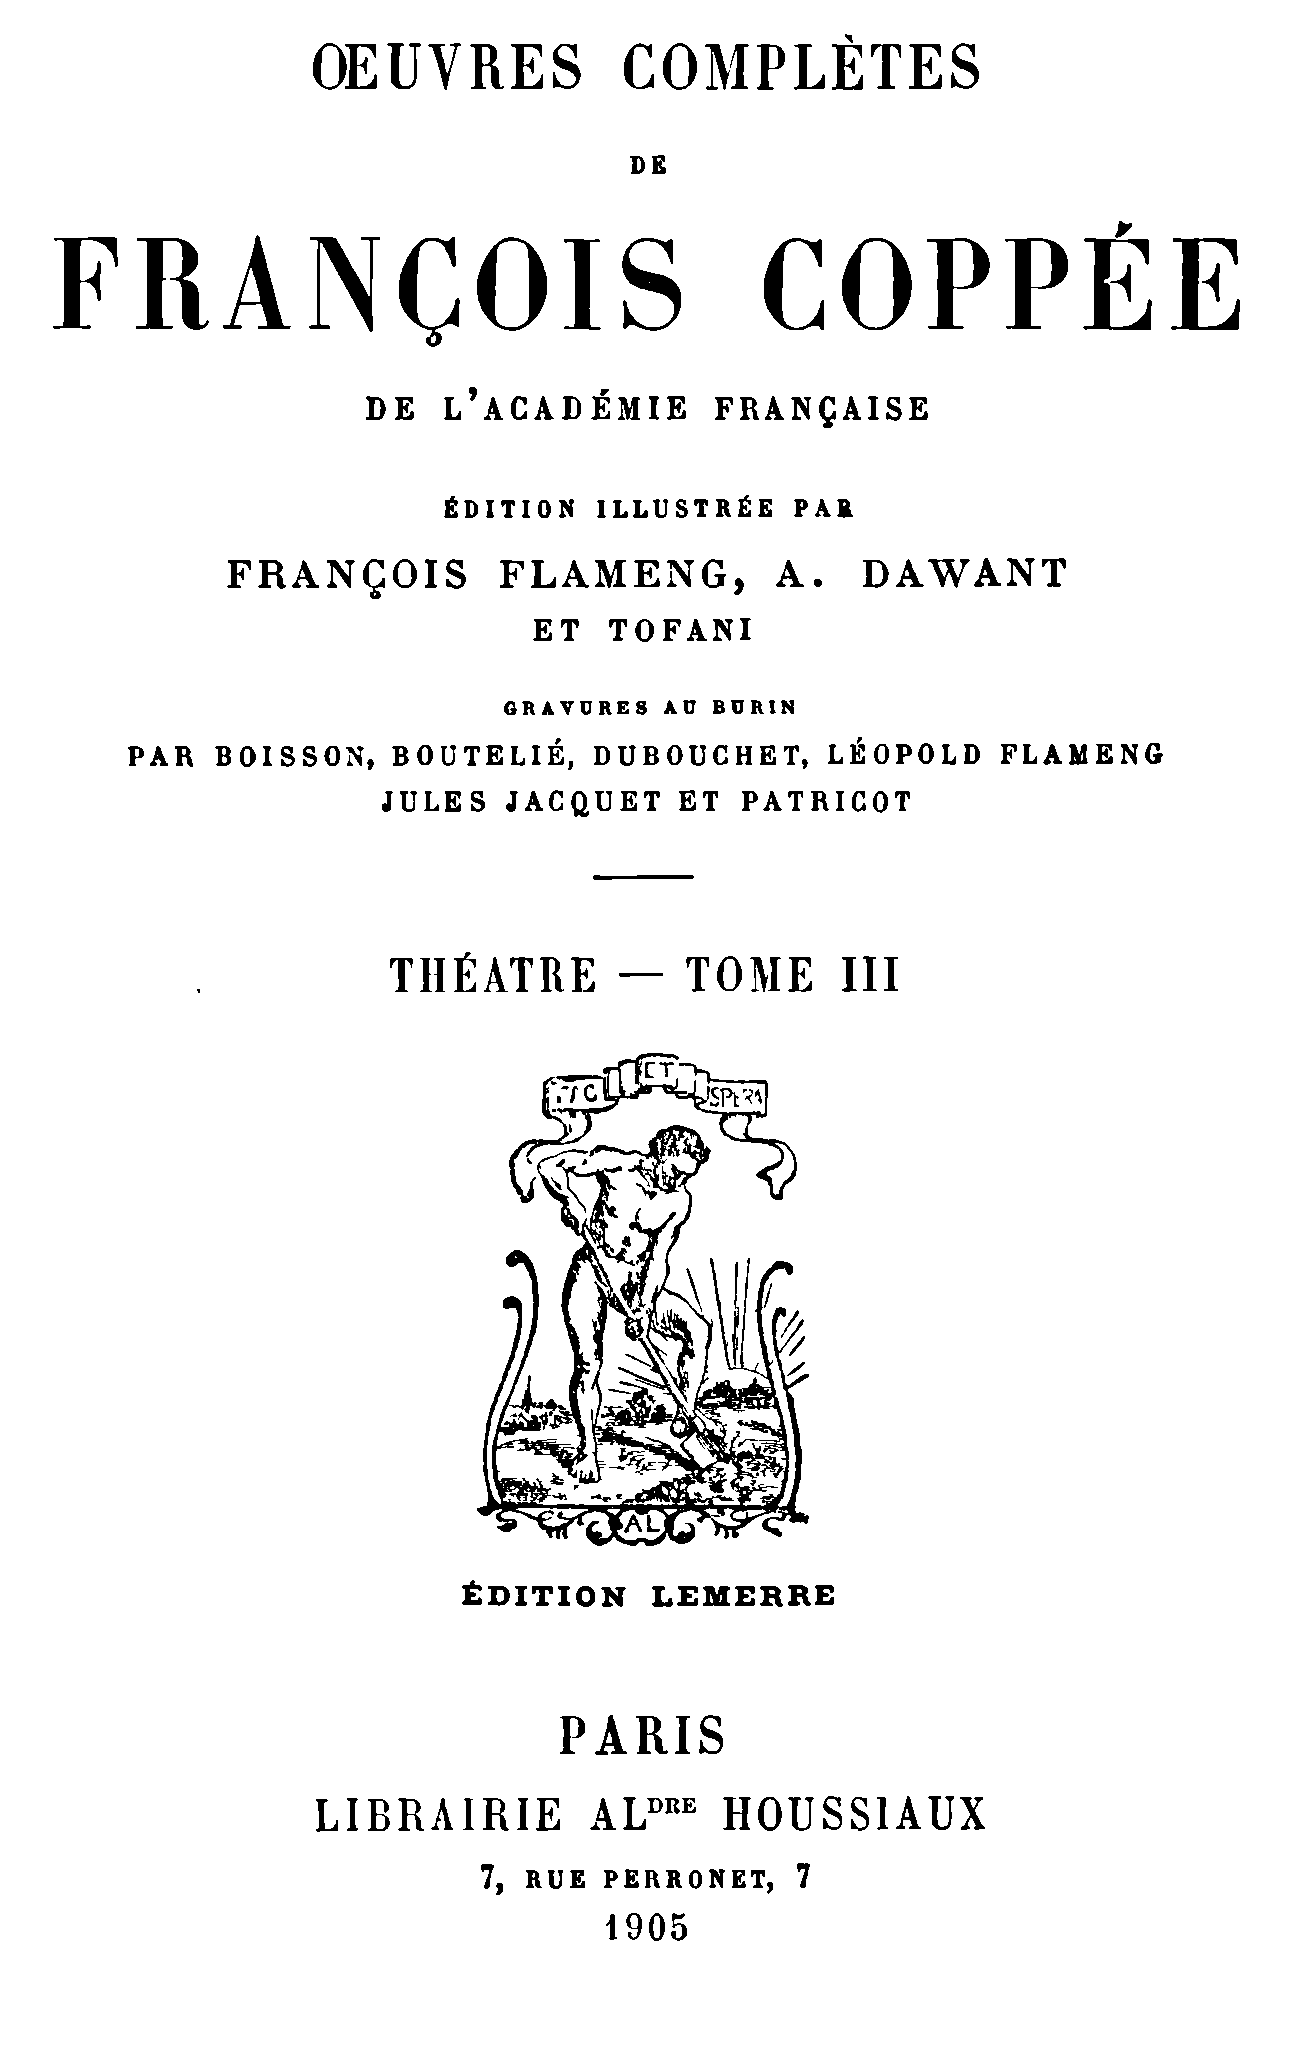 ŒUVRES COMPLÈTES
DE
FRANÇOIS COPPÉE
DE L'ACADÉMIE FRANÇAISE
ÉDITION ILLUSTRÉE PAR
FRANÇOIS FLAMENG, A. DAWANT
ET TOFANI
GRAVURES AU BURIN
PAR BOISSON, BOUTELIÉ, DUBOUCHET, LÉOPOLD FLAMENG
JULES JACQUET ET PATRICOT
THÉATRE — TOME III
FAC ET SPERA
AL
ÉDITION LEMERRE
PARIS
LIBRAIRIE ALDRE HOUSSIAUX
7, RUE PERRONET, 7
1905